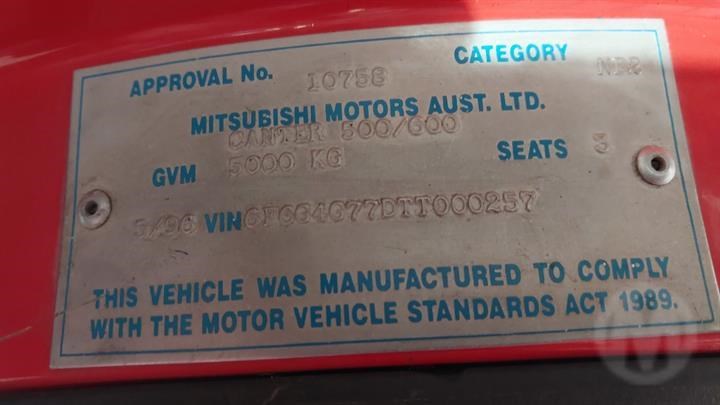 APPROVAL No. 10758 CATEGORY NB2
MITSUBISHI MOTORS AUST. LTD.
CANTER 500/600
GVM 5000 KG SEATS 3
5/96 VIN
THIS VEHICLE WAS MANUFACTURED TO COMPLY
WITH THE MOTOR VEHICLE STANDARDS ACT 1989.